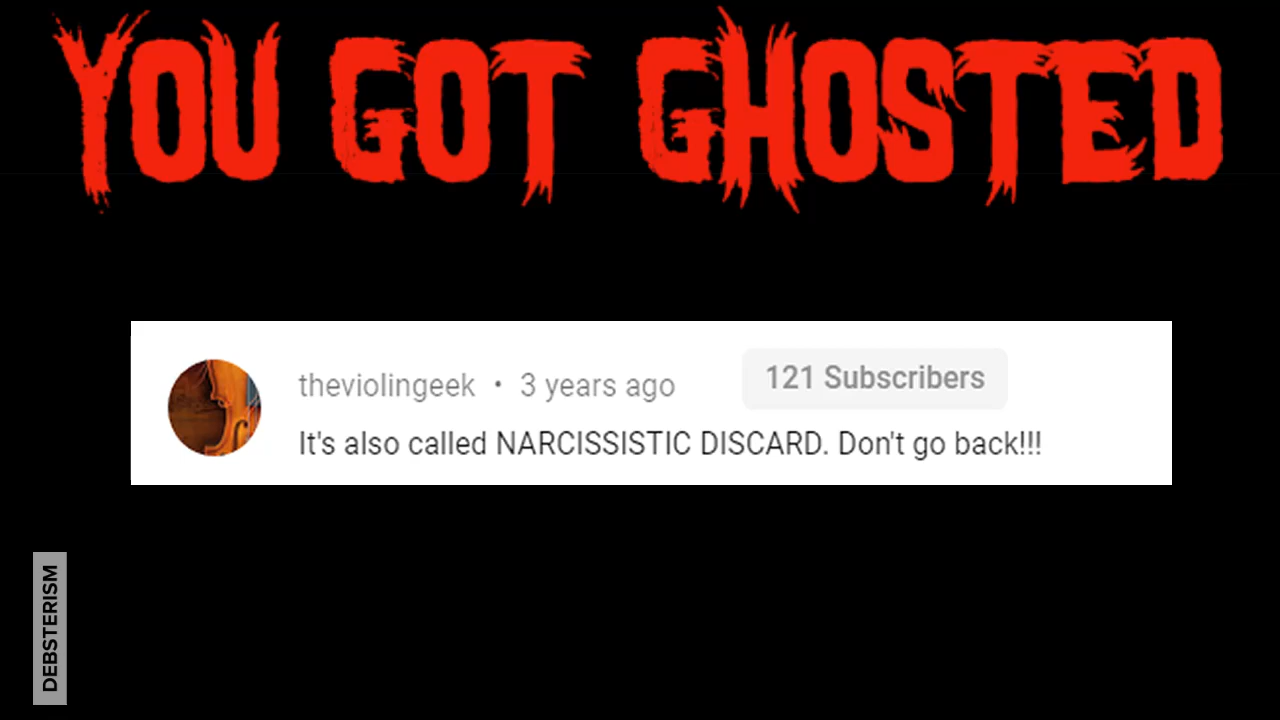 YOU GOT GHOSTED
theviolingeek • 3 years ago
121 Subscribers
It's also called NARCISSISTIC DISCARD. Don't go back!!!
DEBSTERISM